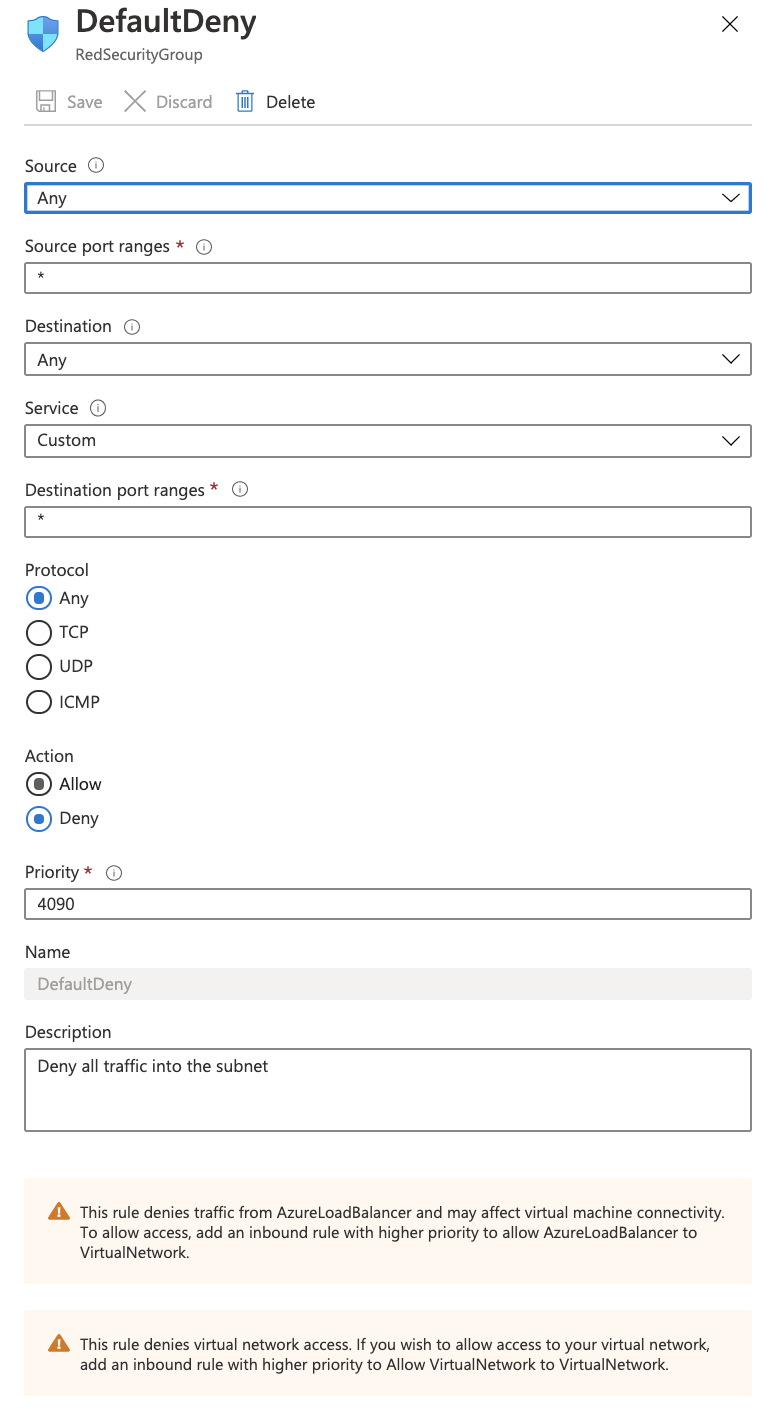 DefaultDeny
RedSecurityGroup
Save Discard Delete
Source
Any
Source port ranges *
*
Destination
Any
Service
Custom
Destination port ranges *
*
Protocol
Any
TCP
UDP
ICMP
Action
Allow
Deny
Priority *
4090
Name
DefaultDeny
Description
Deny all traffic into the subnet
This rule denies traffic from AzureLoadBalancer and may affect virtual machine connectivity.
To allow access, add an inbound rule with higher priority to allow AzureLoadBalancer to
VirtualNetwork.
This rule denies virtual network access. If you wish to allow access to your virtual network,
add an inbound rule with higher priority to Allow VirtualNetwork to VirtualNetwork.